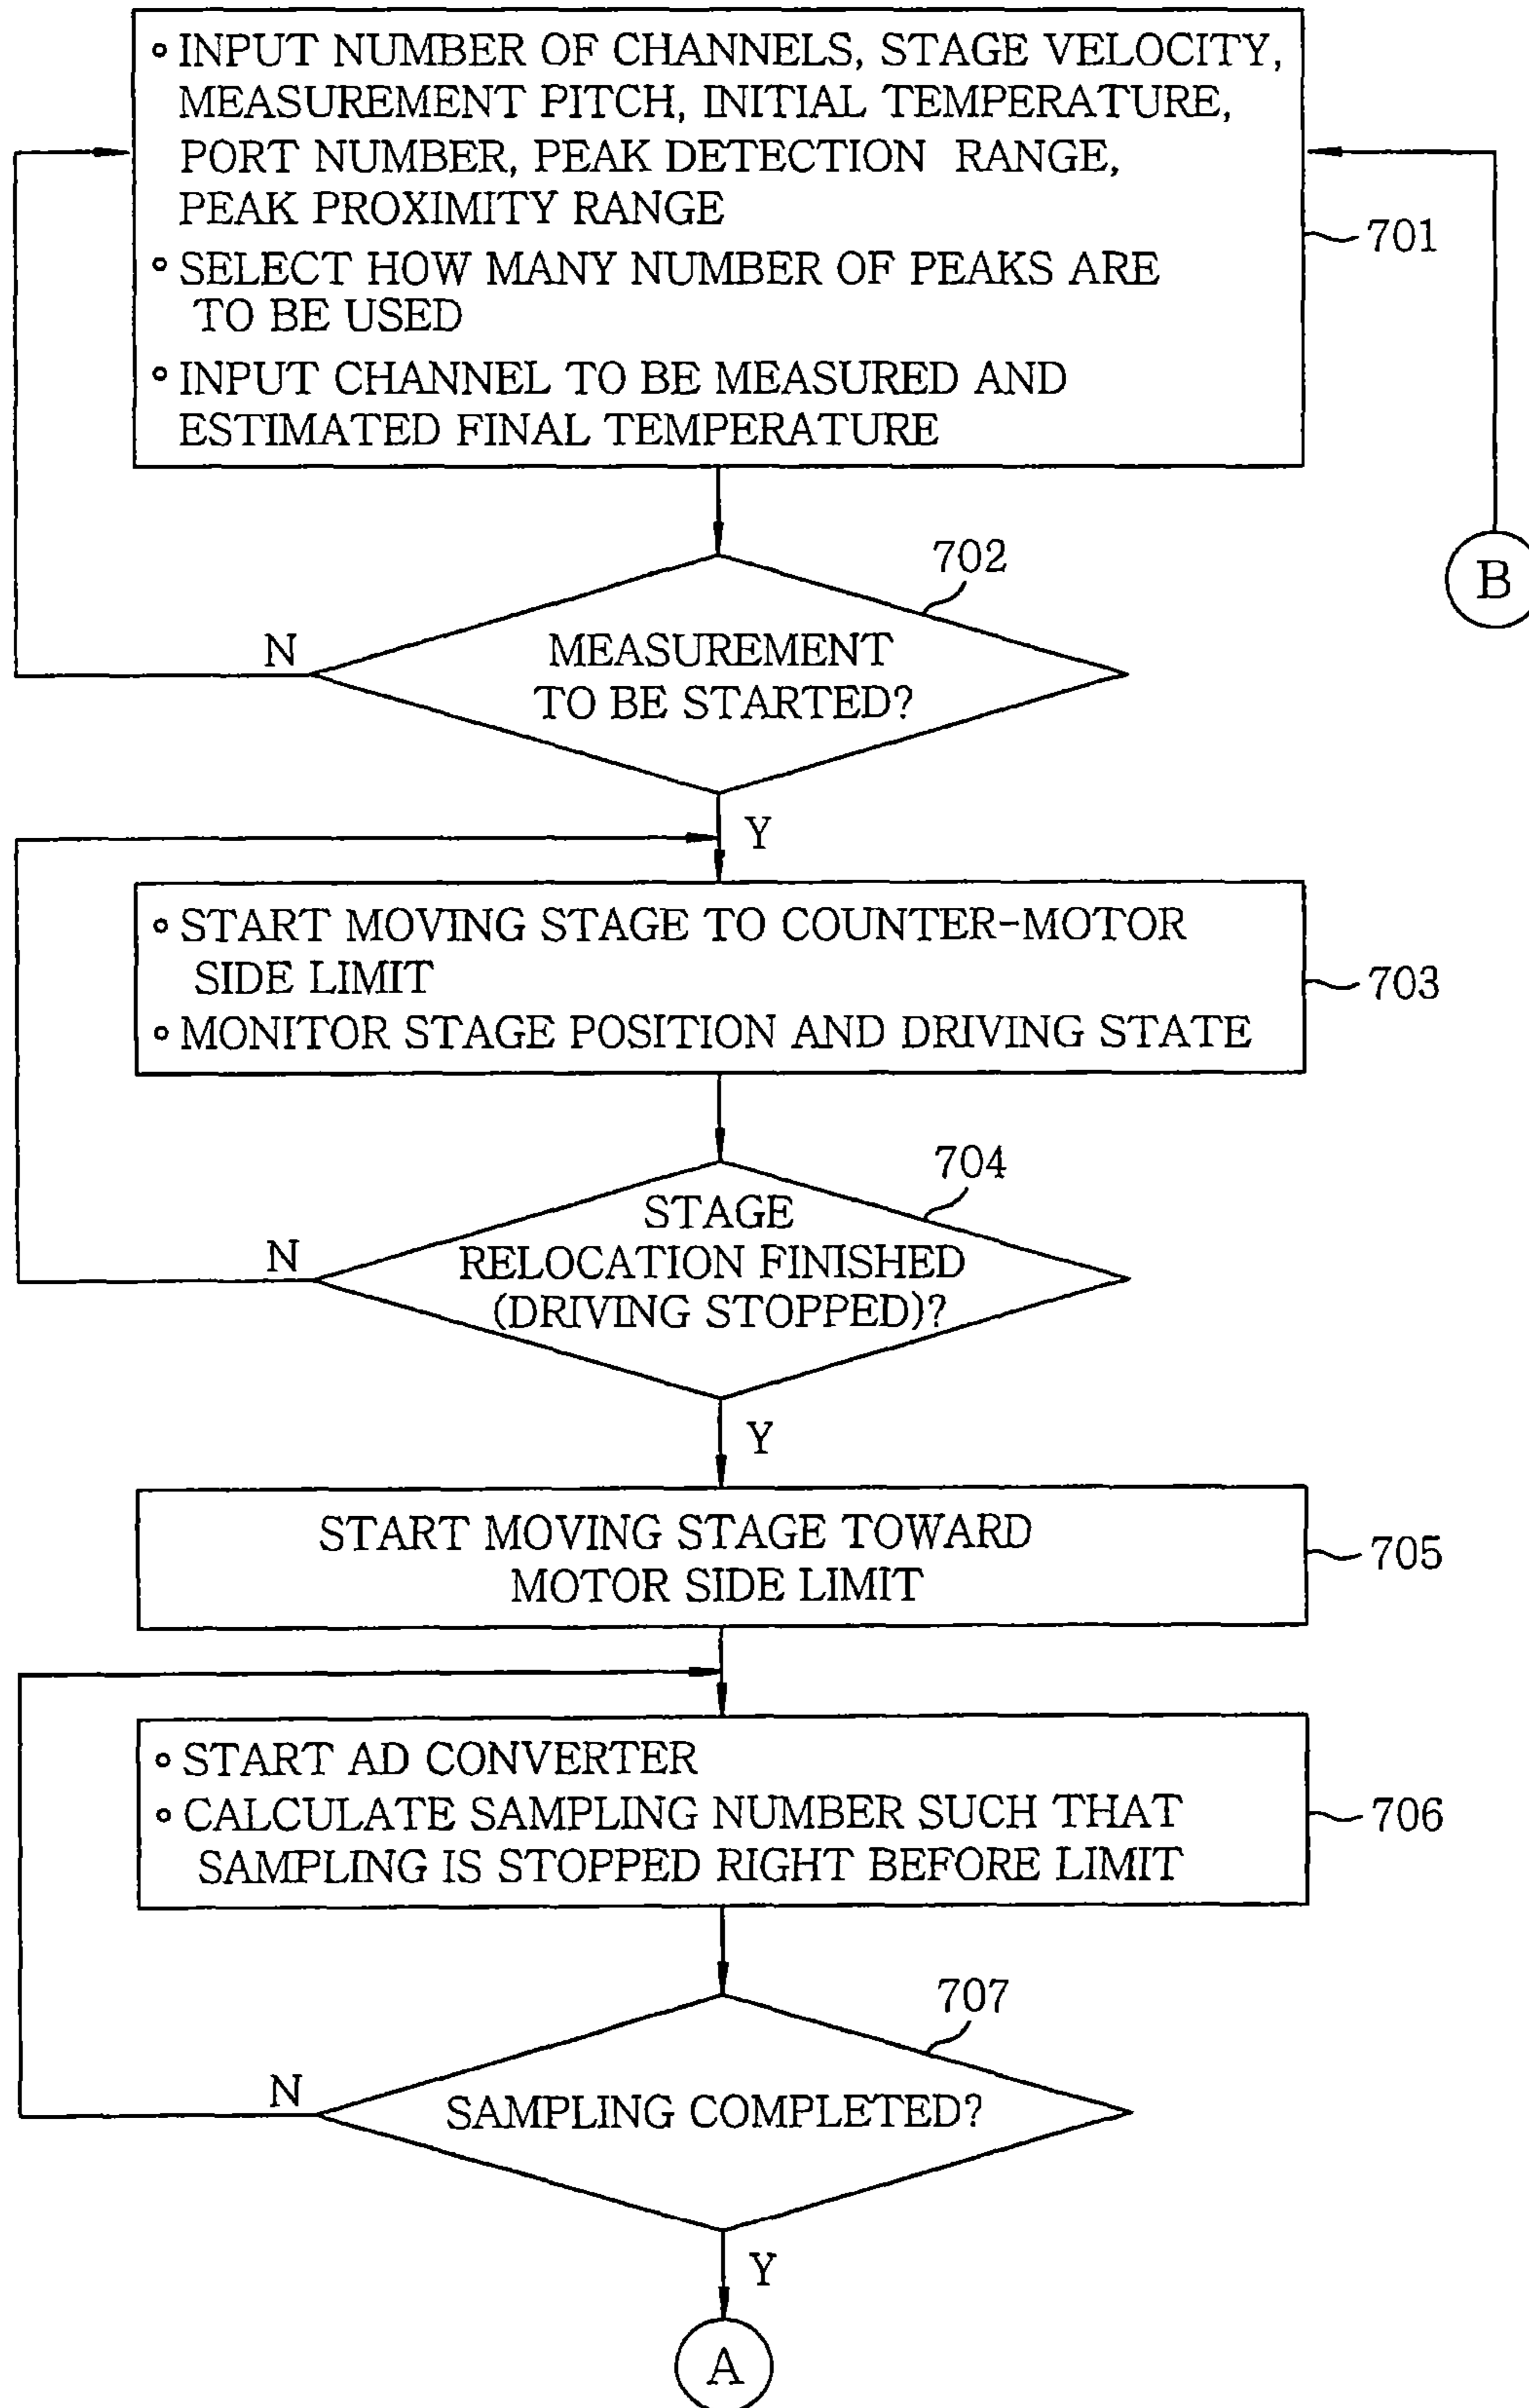 ∘ INPUT NUMBER OF CHANNELS, STAGE VELOCITY,
MEASUREMENT PITCH, INITIAL TEMPERATURE,
PORT NUMBER, PEAK DETECTION RANGE,
PEAK PROXIMITY RANGE
701
∘ SELECT HOW MANY NUMBER OF PEAKS ARE
TO BE USED
∘ INPUT CHANNEL TO BE MEASURED AND
ESTIMATED FINAL TEMPERATURE
702
B
N
MEASUREMENT
TO BE STARTED?
Y
∘ START MOVING STAGE TO COUNTER-MOTOR
SIDE LIMIT
703
∘ MONITOR STAGE POSITION AND DRIVING STATE
704
N
STAGE
RELOCATION FINISHED
(DRIVING STOPPED)?
Y
START MOVING STAGE TOWARD
MOTOR SIDE LIMIT
705
∘ START AD CONVERTER
∘ CALCULATE SAMPLING NUMBER SUCH THAT
SAMPLING IS STOPPED RIGHT BEFORE LIMIT
706
707
N
SAMPLING COMPLETED?
Y
A